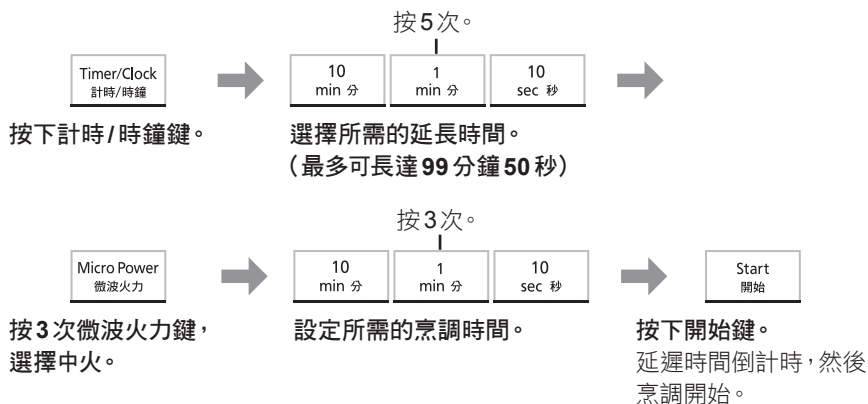 按5次。
Timer/Clock
計時/時鐘
10
min 分
1
min 分
10
sec 秒
按下計時/時鐘鍵。
選擇所需的延長時間。
(最多可長達99分鐘50秒)
按3次。
Micro Power
微波火力
10
min 分
1
min 分
10
sec 秒
Start
開始
按3次微波火力鍵,
選擇中火。
設定所需的烹調時間。
按下開始鍵。
延遲時間倒計時,然後
烹調開始。